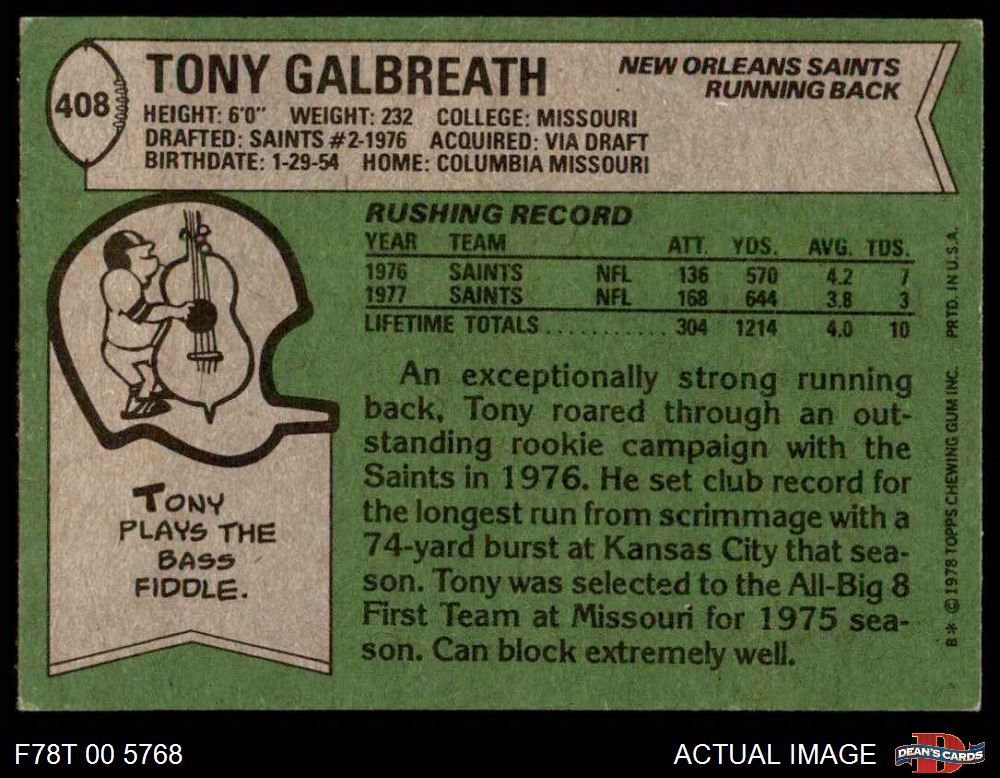 408
TONY GALBREATH
NEW ORLEANS SAINTS
RUNNING BACK
HEIGHT: 6'0" WEIGHT: 232 COLLEGE: MISSOURI
DRAFTED: SAINTS #2-1976 ACQUIRED: VIA DRAFT
BIRTHDATE: 1-29-54 HOME: COLUMBIA MISSOURI
RUSHING RECORD
YEAR TEAM ATT. YDS. AVG. TDS.
1976 SAINTS NFL 136 570 4.2 7
1977 SAINTS NFL 168 644 3.8 3
LIFETIME TOTALS........... 304 1214 4.0 10
An exceptionally strong running
back, Tony roared through an out-
standing rookie campaign with the
Saints in 1976. He set club record for
the longest run from scrimmage with a
74-yard burst at Kansas City that sea-
son. Tony was selected to the All-Big 8
First Team at Missouri for 1975 sea-
son. Can block extremely well.
TONY
PLAYS THE
BASS
FIDDLE.
B* © 1978 TOPPS CHEWING GUM INC. PRTD. IN U.S.A.
F78T 00 5768
ACTUAL IMAGE
D
DEAN'S CARDS